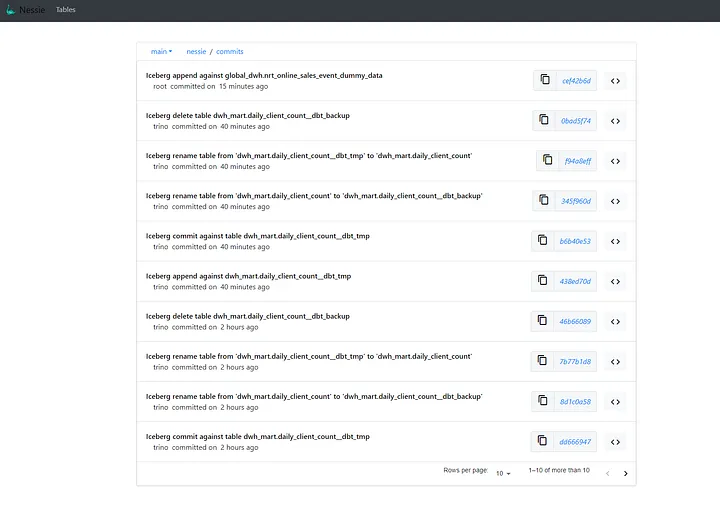 Nessie Tables
main nessie / commits
Iceberg append against global_dwh.nrt_online_sales_event_dummy_data
root committed on 15 minutes ago
cef42b6d
Iceberg delete table dwh_mart.daily_client_count__dbt_backup
trino committed on 40 minutes ago
0bad5f74
Iceberg rename table from 'dwh_mart.daily_client_count__dbt_tmp' to 'dwh_mart.daily_client_count'
trino committed on 40 minutes ago
f94a8eff
Iceberg rename table from 'dwh_mart.daily_client_count' to 'dwh_mart.daily_client_count__dbt_backup'
trino committed on 40 minutes ago
345f960d
Iceberg commit against table dwh_mart.daily_client_count__dbt_tmp
trino committed on 40 minutes ago
b6b40e53
Iceberg append against dwh_mart.daily_client_count__dbt_tmp
trino committed on 40 minutes ago
438ed70d
Iceberg delete table dwh_mart.daily_client_count__dbt_backup
trino committed on 2 hours ago
46b66089
Iceberg rename table from 'dwh_mart.daily_client_count__dbt_tmp' to 'dwh_mart.daily_client_count'
trino committed on 2 hours ago
7b77b1d8
Iceberg rename table from 'dwh_mart.daily_client_count' to 'dwh_mart.daily_client_count__dbt_backup'
trino committed on 2 hours ago
8d1c0a58
Iceberg commit against table dwh_mart.daily_client_count__dbt_tmp
trino committed on 2 hours ago
dd666947
Rows per page: 10 1–10 of more than 10